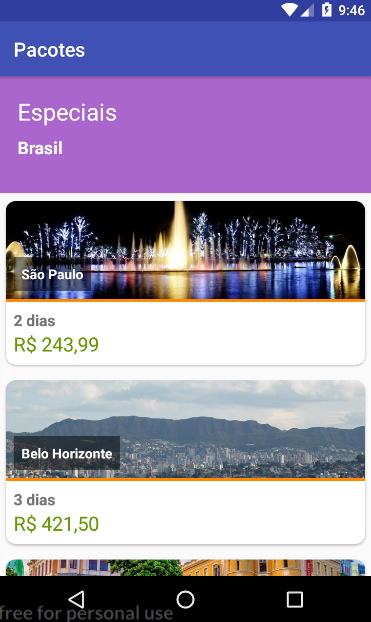 9:46
Pacotes
Especiais
Brasil
São Paulo
2 dias
R$ 243,99
Belo Horizonte
3 dias
R$ 421,50
free for personal use